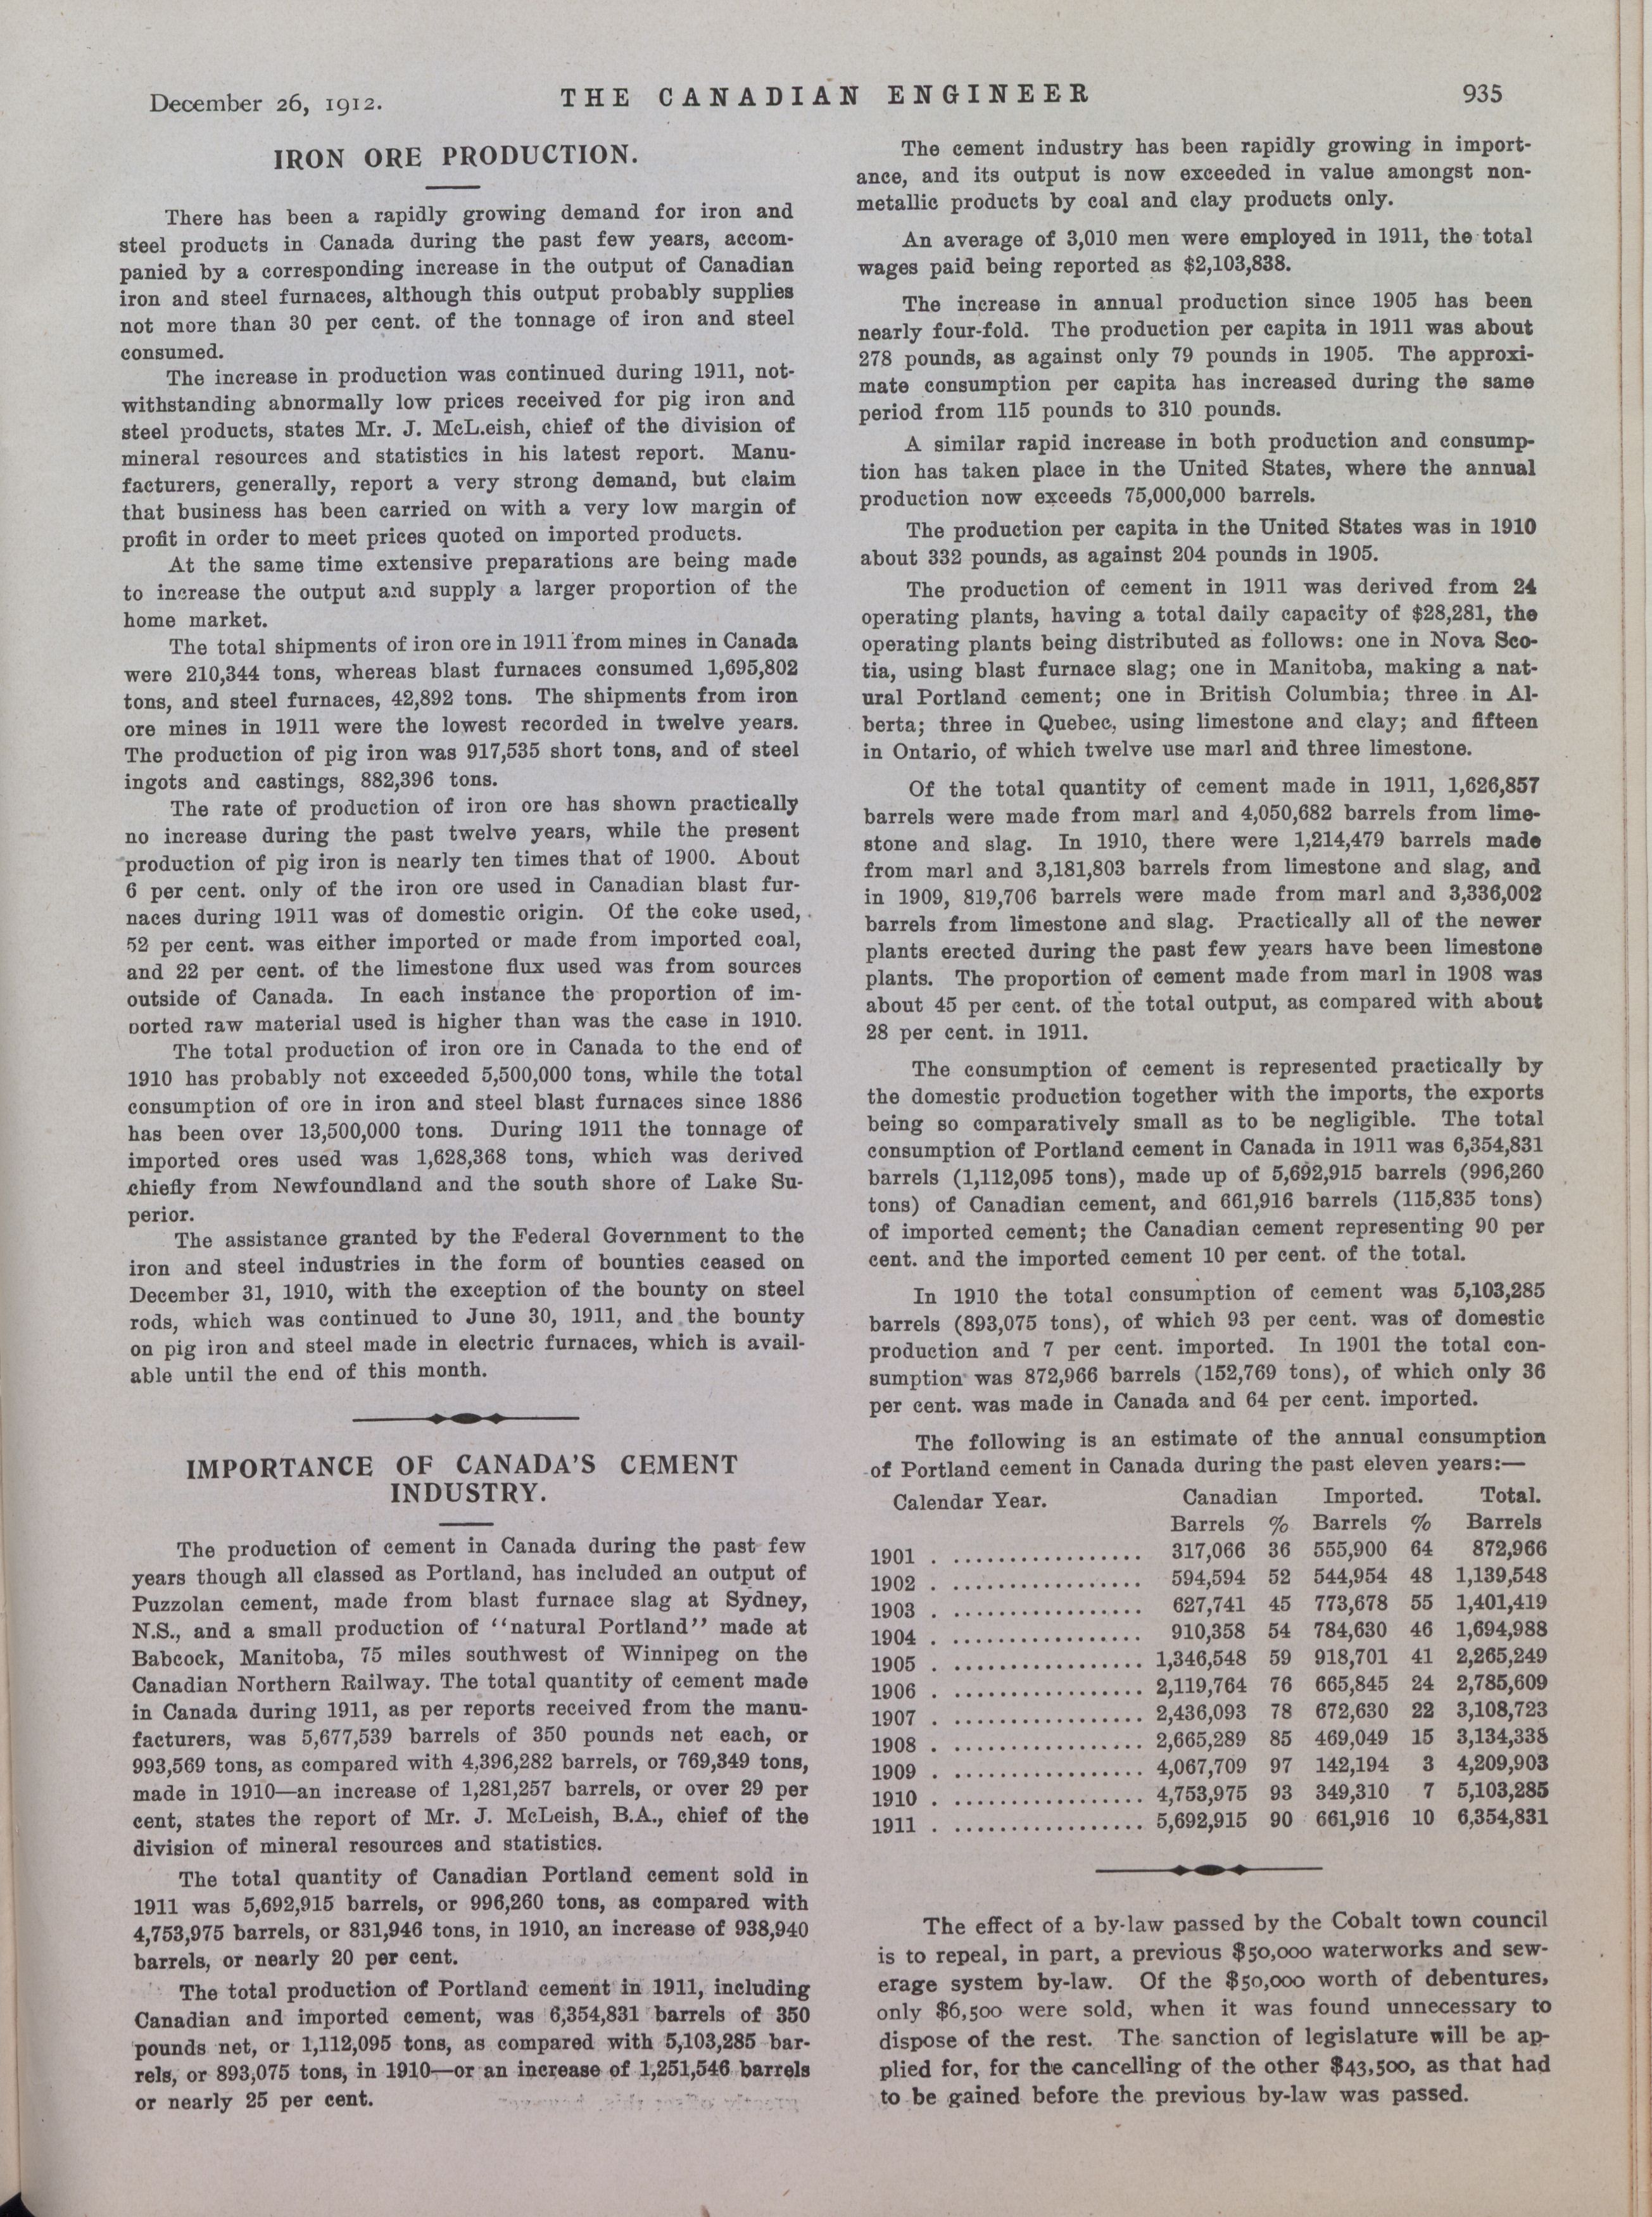 December 26, 1912.
THE CANADIAN ENGINEER
935
IRON ORE PRODUCTION.
There has been a rapidly growing demand for iron and
steel products in Canada during the past few years, accom-
panied by a corresponding increase in the output of Canadian
iron and steel furnaces, although this output probably supplies
not more than 30 per cent. of the tonnage of iron and steel
consumed.
The increase in production was continued during 1911, not-
withstanding abnormally low prices received for pig iron and
steel products, states Mr. J. McL.eish, chief of the division of
mineral resources and statistics in his latest report. Manu-
facturers, generally, report a very strong demand, but claim
that business has been carried on with a very low margin of
profit in order to meet prices quoted on imported products.
At the same time extensive preparations are being made
to increase the output and supply a larger proportion of the
home market.
The total shipments of iron ore in 1911 from mines in Canada
were 210,344 tons, whereas blast furnaces consumed 1,695,802
tons, and steel furnaces, 42,892 tons. The shipments from iron
ore mines in 1911 were the lowest recorded in twelve years.
The production of pig iron was 917,535 short tons, and of steel
ingots and castings, 882,396 tons.
The rate of production of iron ore has shown practically
no increase during the past twelve years, while the present
production of pig iron is nearly ten times that of 1900. About
6 per cent. only of the iron ore used in Canadian blast fur-
naces during 1911 was of domestic origin. Of the coke used,
52 per cent. was either imported or made from imported coal,
and 22 per cent. of the limestone flux used was from sources
outside of Canada. In each instance the proportion of im-
ported raw material used is higher than was the case in 1910.
The total production of iron ore in Canada to the end of
1910 has probably not exceeded 5,500,000 tons, while the total
consumption of ore in iron and steel blast furnaces since 1886
has been over 13,500,000 tons. During 1911 the tonnage of
imported ores used was 1,628,368 tons, which was derived
chiefly from Newfoundland and the south shore of Lake Su-
perior.
The assistance granted by the Federal Government to the
iron and steel industries in the form of bounties ceased on
December 31, 1910, with the exception of the bounty on steel
rods, which was continued to June 30, 1911, and the bounty
on pig iron and steel made in electric furnaces, which is avail-
able until the end of this month.
IMPORTANCE OF CANADA'S CEMENT
INDUSTRY.
The production of cement in Canada during the past few
years though all classed as Portland, has included an output of
Puzzolan cement, made from blast furnace slag at Sydney,
N.S., and a small production of "natural Portland" made at
Babcock, Manitoba, 75 miles southwest of Winnipeg on the
Canadian Northern Railway. The total quantity of cement made
in Canada during 1911, as per reports received from the manu-
facturers, was 5,677,539 barrels of 350 pounds net each, or
993,569 tons, as compared with 4,396,282 barrels, or 769,349 tons,
made in 1910—an increase of 1,281,257 barrels, or over 29 per
cent, states the report of Mr. J. McLeish, B.A., chief of the
division of mineral resources and statistics.
The total quantity of Canadian Portland cement sold in
1911 was 5,692,915 barrels, or 996,260 tons, as compared with
4,753,975 barrels, or 831,946 tons, in 1910, an increase of 938,940
barrels, or nearly 20 per cent.
The total production of Portland cement in 1911, including
Canadian and imported cement, was 6,354,831 barrels of 350
pounds net, or 1,112,095 tons, as compared with 5,103,285 bar-
rels, or 893,075 tons, in 1910—or an increase of 1,251,546 barrels
or nearly 25 per cent.
The cement industry has been rapidly growing in import-
ance, and its output is now exceeded in value amongst non-
metallic products by coal and clay products only.
An average of 3,010 men were employed in 1911, the total
wages paid being reported as $2,103,838.
The increase in annual production since 1905 has been
nearly four-fold. The production per capita in 1911 was about
278 pounds, as against only 79 pounds in 1905. The approxi-
mate consumption per capita has increased during the same
period from 115 pounds to 310 pounds.
A similar rapid increase in both production and consump-
tion has taken place in the United States, where the annual
production now exceeds 75,000,000 barrels.
The production per capita in the United States was in 1910
about 332 pounds, as against 204 pounds in 1905.
The production of cement in 1911 was derived from 24
operating plants, having a total daily capacity of $28,281, the
operating plants being distributed as follows: one in Nova Sco-
tia, using blast furnace slag; one in Manitoba, making a nat-
ural Portland cement; one in British Columbia; three in Al-
berta; three in Quebec, using limestone and clay; and fifteen
in Ontario, of which twelve use marl and three limestone.
Of the total quantity of cement made in 1911, 1,626,857
barrels were made from marl and 4,050,682 barrels from lime-
stone and slag. In 1910, there were 1,214,479 barrels made
from marl and 3,181,803 barrels from limestone and slag, and
in 1909, 819,706 barrels were made from marl and 3,336,002
barrels from limestone and slag. Practically all of the newer
plants erected during the past few years have been limestone
plants. The proportion of cement made from marl in 1908 was
about 45 per cent. of the total output, as compared with about
28 per cent. in 1911.
The consumption of cement is represented practically by
the domestic production together with the imports, the exports
being so comparatively small as to be negligible. The total
consumption of Portland cement in Canada in 1911 was 6,354,831
barrels (1,112,095 tons), made up of 5,692,915 barrels (996,260
tons) of Canadian cement, and 661,916 barrels (115,835 tons)
of imported cement; the Canadian cement representing 90 per
cent. and the imported cement 10 per cent. of the total.
In 1910 the total consumption of cement was 5,103,285
barrels (893,075 tons), of which 93 per cent. was of domestic
production and 7 per cent. imported. In 1901 the total con-
sumption was 872,966 barrels (152,769 tons), of which only 36
per cent. was made in Canada and 64 per cent. imported.
The following is an estimate of the annual consumption
of Portland cement in Canada during the past eleven years:—
Calendar Year. Canadian Imported. Total.
Barrels % Barrels % Barrels
1901 . ................. 317,066 36 555,900 64 872,966
1902 . ................. 594,594 52 544,954 48 1,139,548
1903 . ................. 627,741 45 773,678 55 1,401,419
1904 . ................. 910,358 54 784,630 46 1,694,988
1905 . ................. 1,346,548 59 918,701 41 2,265,249
1906 . ................. 2,119,764 76 665,845 24 2,785,609
1907 . ................. 2,436,093 78 672,630 22 3,108,723
1908 . ................. 2,665,289 85 469,049 15 3,134,338
1909 . ................. 4,067,709 97 142,194 3 4,209,903
1910 . ................. 4,753,975 93 349,310 7 5,103,285
1911 . ................. 5,692,915 90 661,916 10 6,354,831
The effect of a by-law passed by the Cobalt town council
is to repeal, in part, a previous $50,000 waterworks and sew-
erage system by-law. Of the $50,000 worth of debentures,
only $6,500 were sold, when it was found unnecessary to
dispose of the rest. The sanction of legislature will be ap-
plied for, for the cancelling of the other $43,500, as that had
to be gained before the previous by-law was passed.